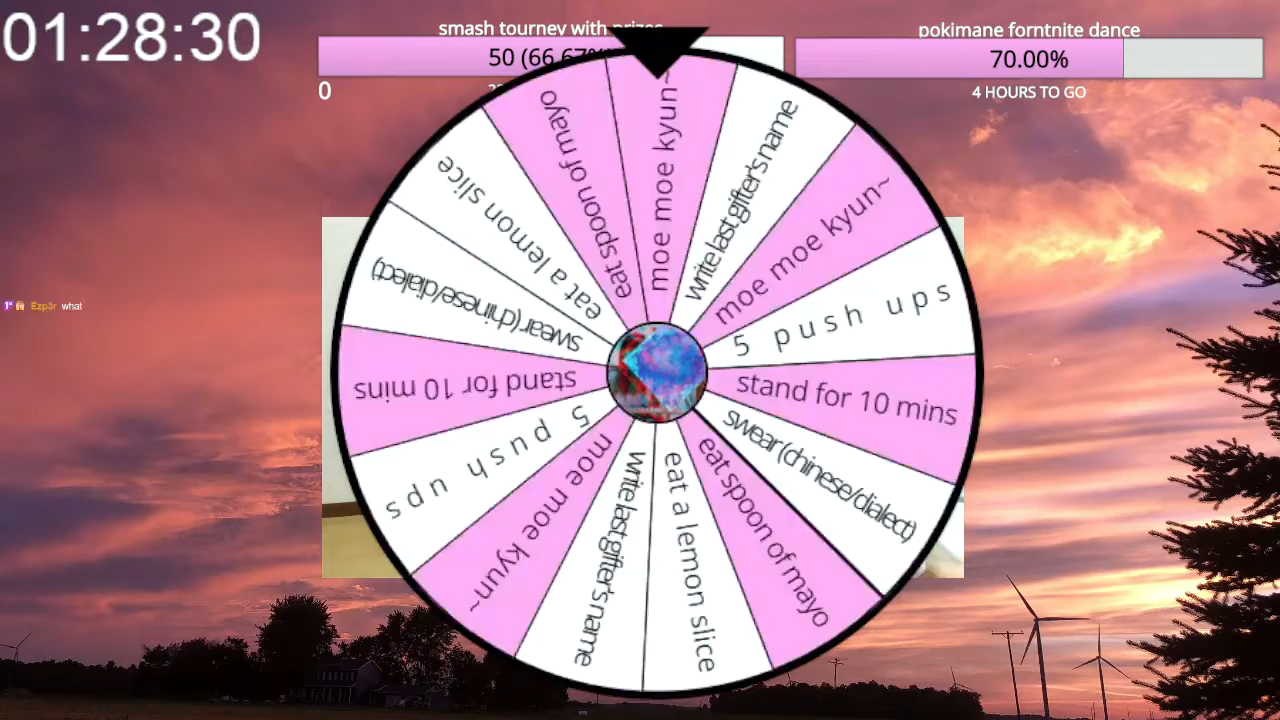 01:28:30
smash tourney with prizes
50 (66.67%
0
pokimane forntnite dance
70.00%
4 HOURS TO GO
moe moe kyun~
write last gifter's name
moe moe kyun~
5 push ups
stand for 10 mins
swear (chinese/dialect)
eat spoon of mayo
eat a lemon slice
write last gifter's name
moe moe kyun~
5 push ups
stand for 10 mins
swear (chinese/dialect)
eat a lemon slice
eat spoon of mayo
Ezp3r what